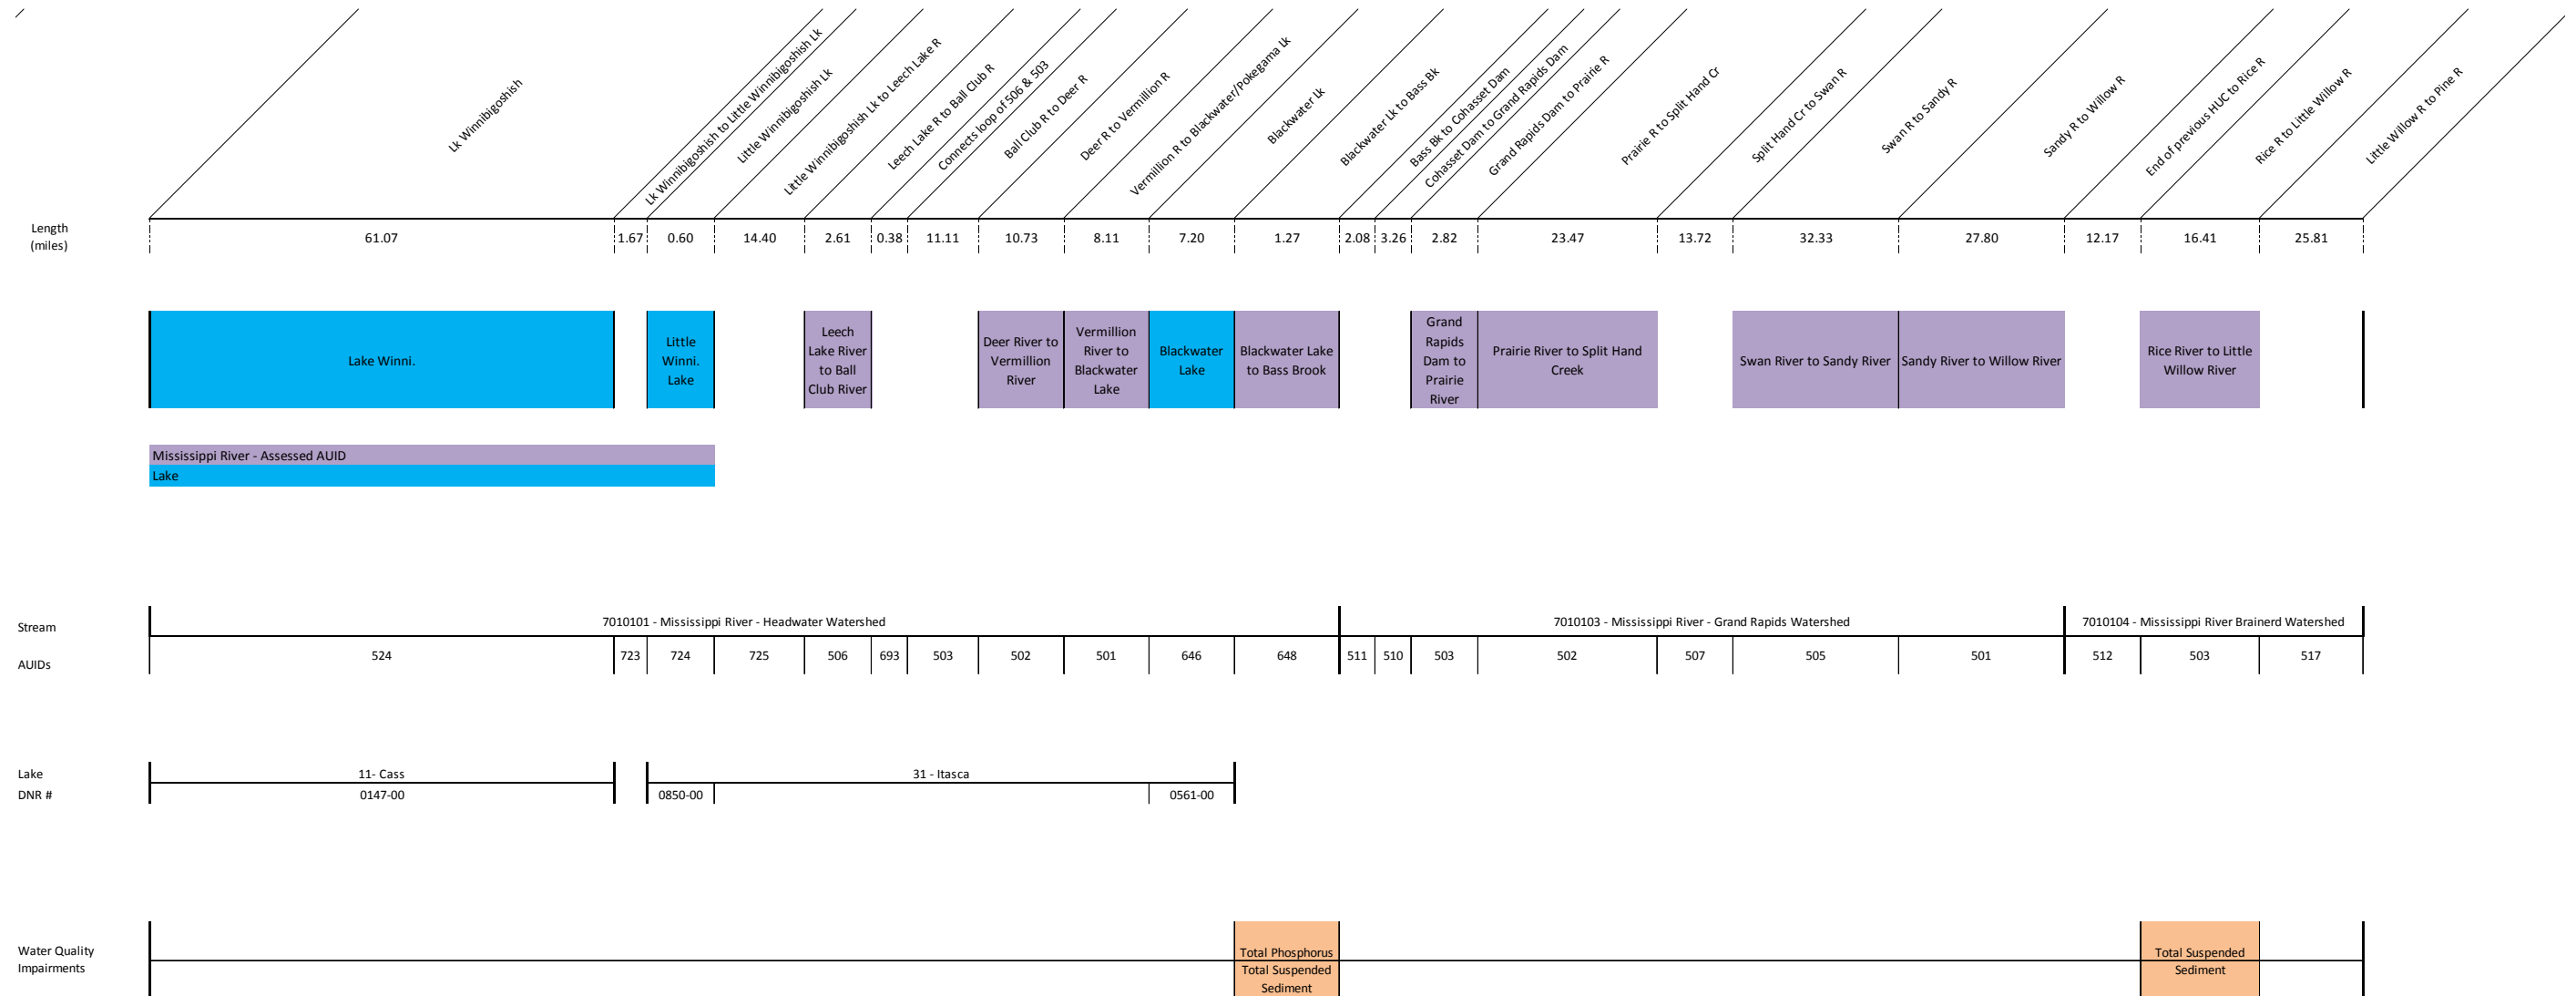 Lk Winnibigoshish
Lk Winnibigoshish to Little Winnibigoshish Lk
Little Winnibigoshish Lk
Little Winnibigoshish Lk to Leech Lake R
Leech Lake R to Ball Club R
Connects loop of 506 & 503
Ball Club R to Deer R
Deer R to Vermillion R
Vermillion R to Blackwater/Pokegama Lk
Blackwater lk
Blackwater Lk to Bass Bk
Bass Bk to Cohasset Dam
Cohasset Dam to Grand Rapids Dam
Grand Rapids Dam to Prairie R
Prairie R to Split Hand Cr
Split Hand Cr to Swan R
Swan R to Sandy R
Sandy R to Willow R
End of previous HUC to Rice R
Rice R to Little Willow R
Little Willow R to Pine R
Length
(miles)
61.07 1.67 0.60 14.40 2.61 0.38 11.11 10.73 8.11 7.20 1.27 2.08 3.26 2.82 23.47 13.72 32.33 27.80 12.17 16.41 25.81
Lake Winni.
Little
Winni.
Lake
Leech
Lake River
to Ball
Club River
Deer River to
Vermillion
River
Vermillion
River to
Blackwater
Lake
Blackwater
Lake
Blackwater Lake
to Bass Brook
Grand
Rapids
Dam to
Prairie
River
Prairie River to Split Hand
Creek
Swan River to Sandy River
Sandy River to Willow River
Rice River to Little
Willow River
Mississippi River - Assessed AUID
Lake
Stream
7010101 - Mississippi River - Headwater Watershed
7010103 - Mississippi River - Grand Rapids Watershed
7010104 - Mississippi River Brainerd Watershed
AUIDs
524 723 724 725 506 693 503 502 501 646 648 511 510 503 502 507 505 501 512 503 517
Lake
DNR #
11- Cass
31 - Itasca
0147-00
0850-00
0561-00
Water Quality
Impairments
Total Phosphorus
Total Suspended
Sediment
Total Suspended
Sediment